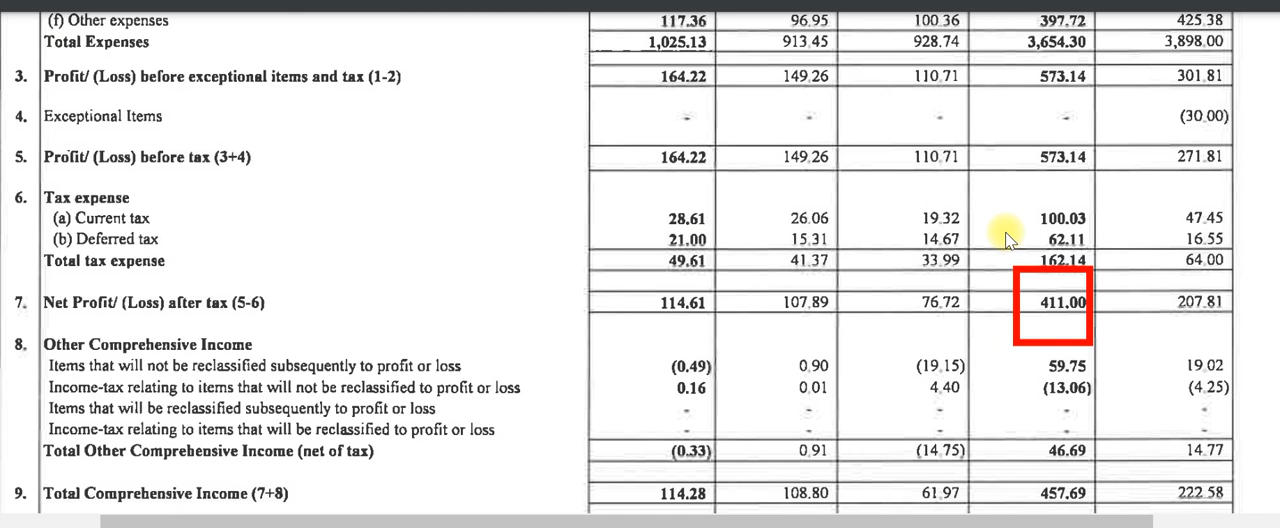 (f) Other expenses 117.36 96.95 100.36 397.72 425.38
Total Expenses 1,025.13 913.45 928.74 3,654.30 3,898.00
3. Profit/ (Loss) before exceptional items and tax (1-2) 164.22 149.26 110.71 573.14 301.81
4. Exceptional Items - - - - (30.00)
5. Profit/ (Loss) before tax (3+4) 164.22 149.26 110.71 573.14 271.81
6. Tax expense
(a) Current tax 28.61 26.06 19.32 100.03 47.45
(b) Deferred tax 21.00 15.31 14.67 62.11 16.55
Total tax expense 49.61 41.37 33.99 162.14 64.00
7. Net Profit/ (Loss) after tax (5-6) 114.61 107.89 76.72 411.00 207.81
8. Other Comprehensive Income
Items that will not be reclassified subsequently to profit or loss (0.49) 0.90 (19.15) 59.75 19.02
Income-tax relating to items that will not be reclassified to profit or loss 0.16 0.01 4.40 (13.06) (4.25)
Items that will be reclassified subsequently to profit or loss - - - - -
Income-tax relating to items that will be reclassified to profit or loss - - - - -
Total Other Comprehensive Income (net of tax) (0.33) 0.91 (14.75) 46.69 14.77
9. Total Comprehensive Income (7+8) 114.28 108.80 61.97 457.69 222.58